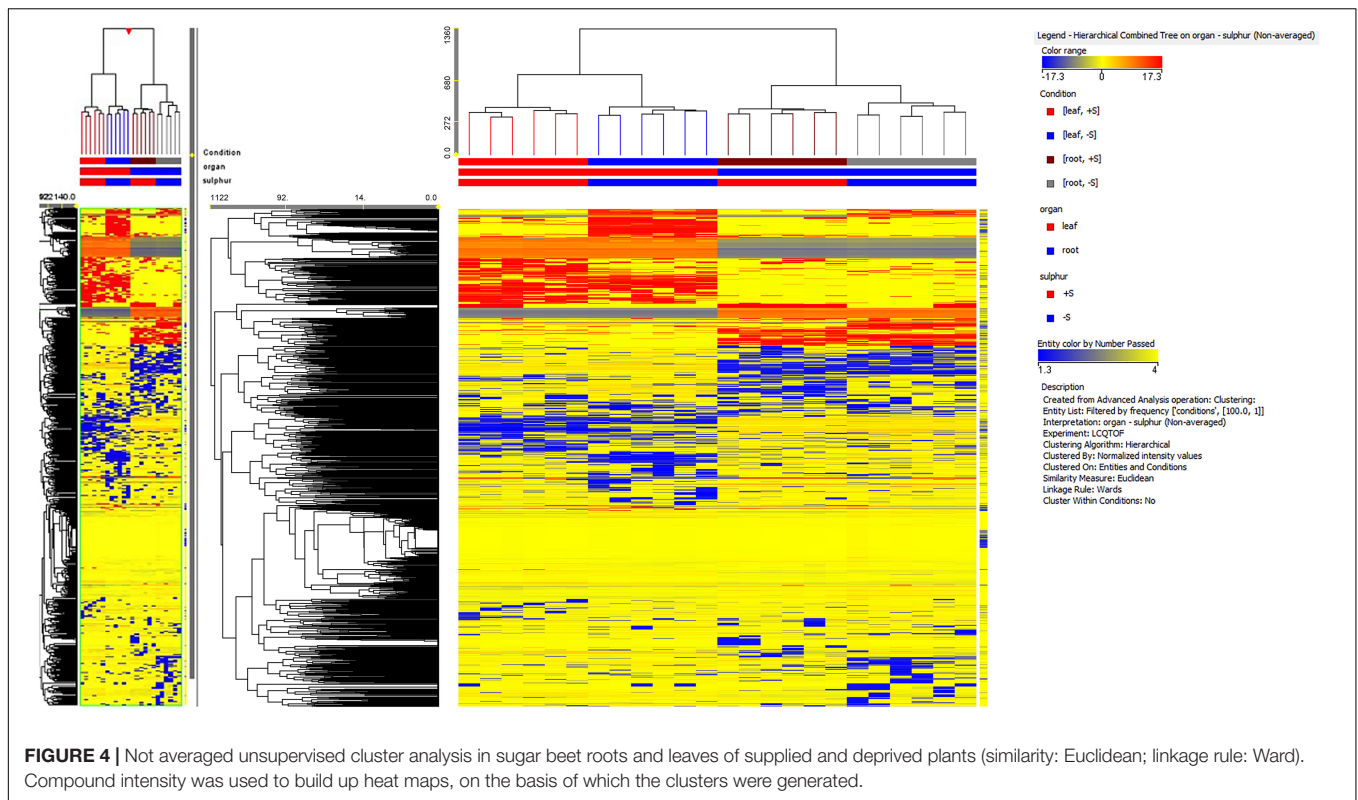 1360
680
272
0.0
Condition
organ
sulphur
1122
92.
14.
0.0
Legend - Hierarchical Combined Tree on organ - sulphur (Non-averaged)
Color range
-17.3 0 17.3
Condition
[leaf, +S]
[leaf, -S]
[root, +S]
[root, -S]
organ
leaf
root
sulphur
+S
-S
Entity color by Number Passed
1.3 4
Description
Created from Advanced Analysis operation: Clustering:
Entity List: Filtered by frequency ['conditions', [100.0, 1]]
Interpretation: organ - sulphur (Non-averaged)
Experiment: LCQTOF
Clustering Algorithm: Hierarchical
Clustered By: Normalized intensity values
Clustered On: Entities and Conditions
Similarity Measure: Euclidean
Linkage Rule: Wards
Cluster Within Conditions: No
FIGURE 4 | Not averaged unsupervised cluster analysis in sugar beet roots and leaves of supplied and deprived plants (similarity: Euclidean; linkage rule: Ward).
Compound intensity was used to build up heat maps, on the basis of which the clusters were generated.